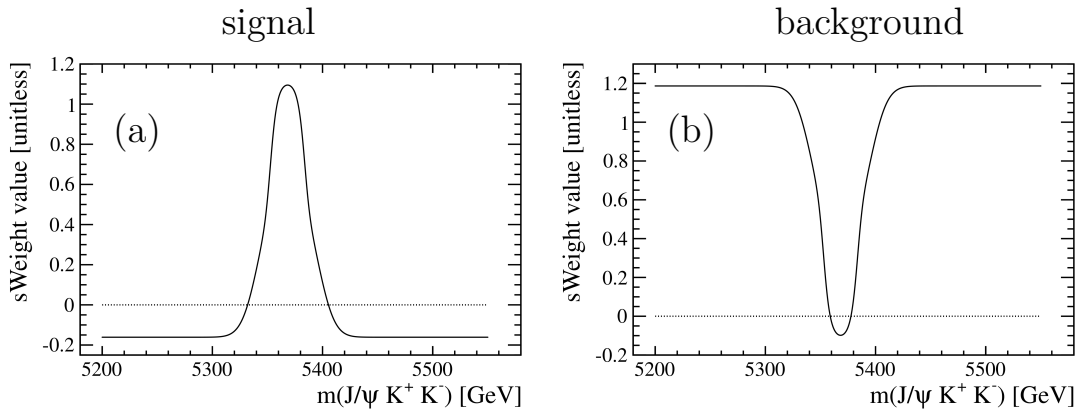 signal
background
sWeight value [unitless]
(a)
1.2
1
0.8
0.6
0.4
0.2
0
-0.2
5200 5300 5400 5500
m(J/ψ K⁺ K⁻) [GeV]
sWeight value [unitless]
(b)
1.2
1
0.8
0.6
0.4
0.2
0
-0.2
5200 5300 5400 5500
m(J/ψ K⁺ K⁻) [GeV]